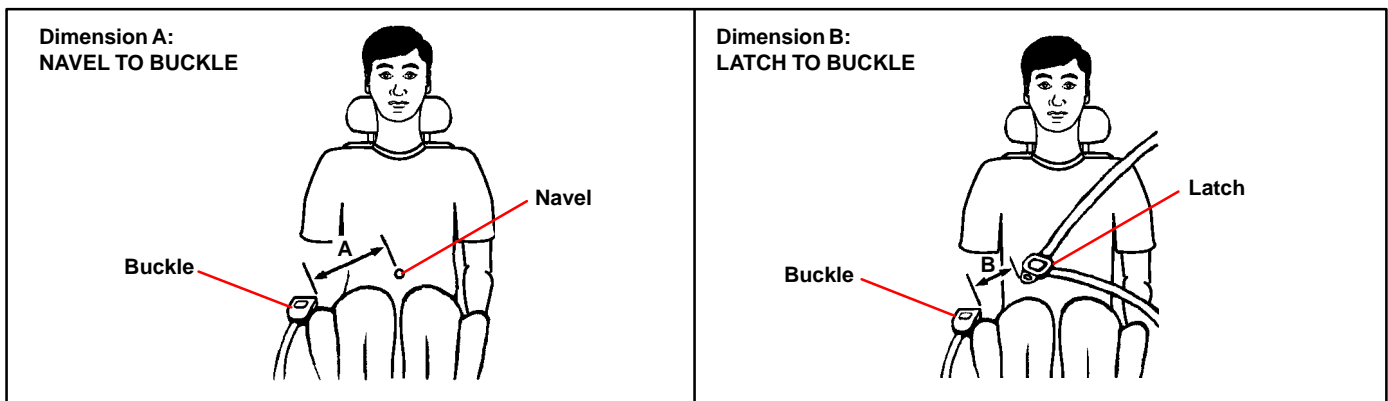 Dimension A:
NAVEL TO BUCKLE
Navel
A
Buckle
Dimension B:
LATCH TO BUCKLE
Latch
B
Buckle